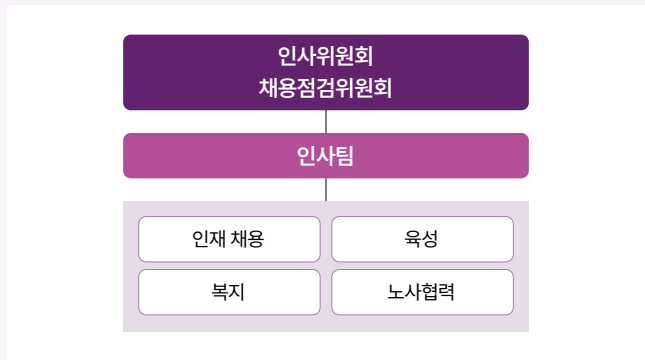 인사위원회
채용점검위원회
인사팀
인재 채용
육성
복지
노사협력